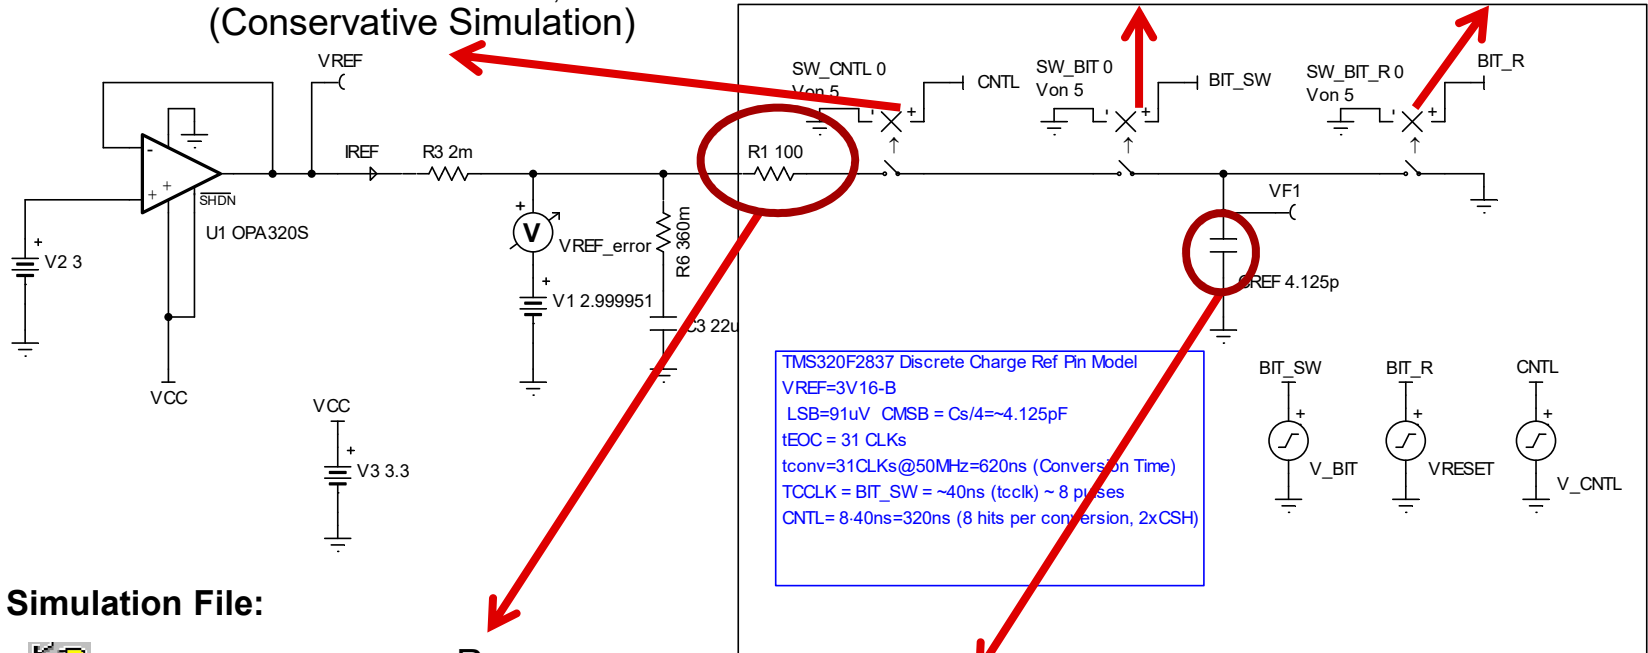 (Conservative Simulation)
VREF
SW_CNTL 0
Von 5
CNTL
SW_BIT 0
Von 5
BIT_SW
SW_BIT_R 0
Von 5
BIT_R
IREF
R3 2m
R1 100
SHDN
U1 OPA320S
V2 3
V
VREF_error
R6 360m
V1 2.999951
C3 22u
VF1
CREF 4.125p
VCC
VCC
V3 3.3
TMS320F2837 Discrete Charge Ref Pin Model
VREF=3V16-B
LSB=91uV CMSB = Cs/4=~4.125pF
tEOC = 31 CLKs
tconv=31CLKs@50MHz=620ns (Conversion Time)
TCCLK = BIT_SW = ~40ns (tcclk) ~ 8 pulses
CNTL= 8·40ns=320ns (8 hits per conversion, 2xCSH)
BIT_SW
V_BIT
BIT_R
VRESET
CNTL
V_CNTL
Simulation File: